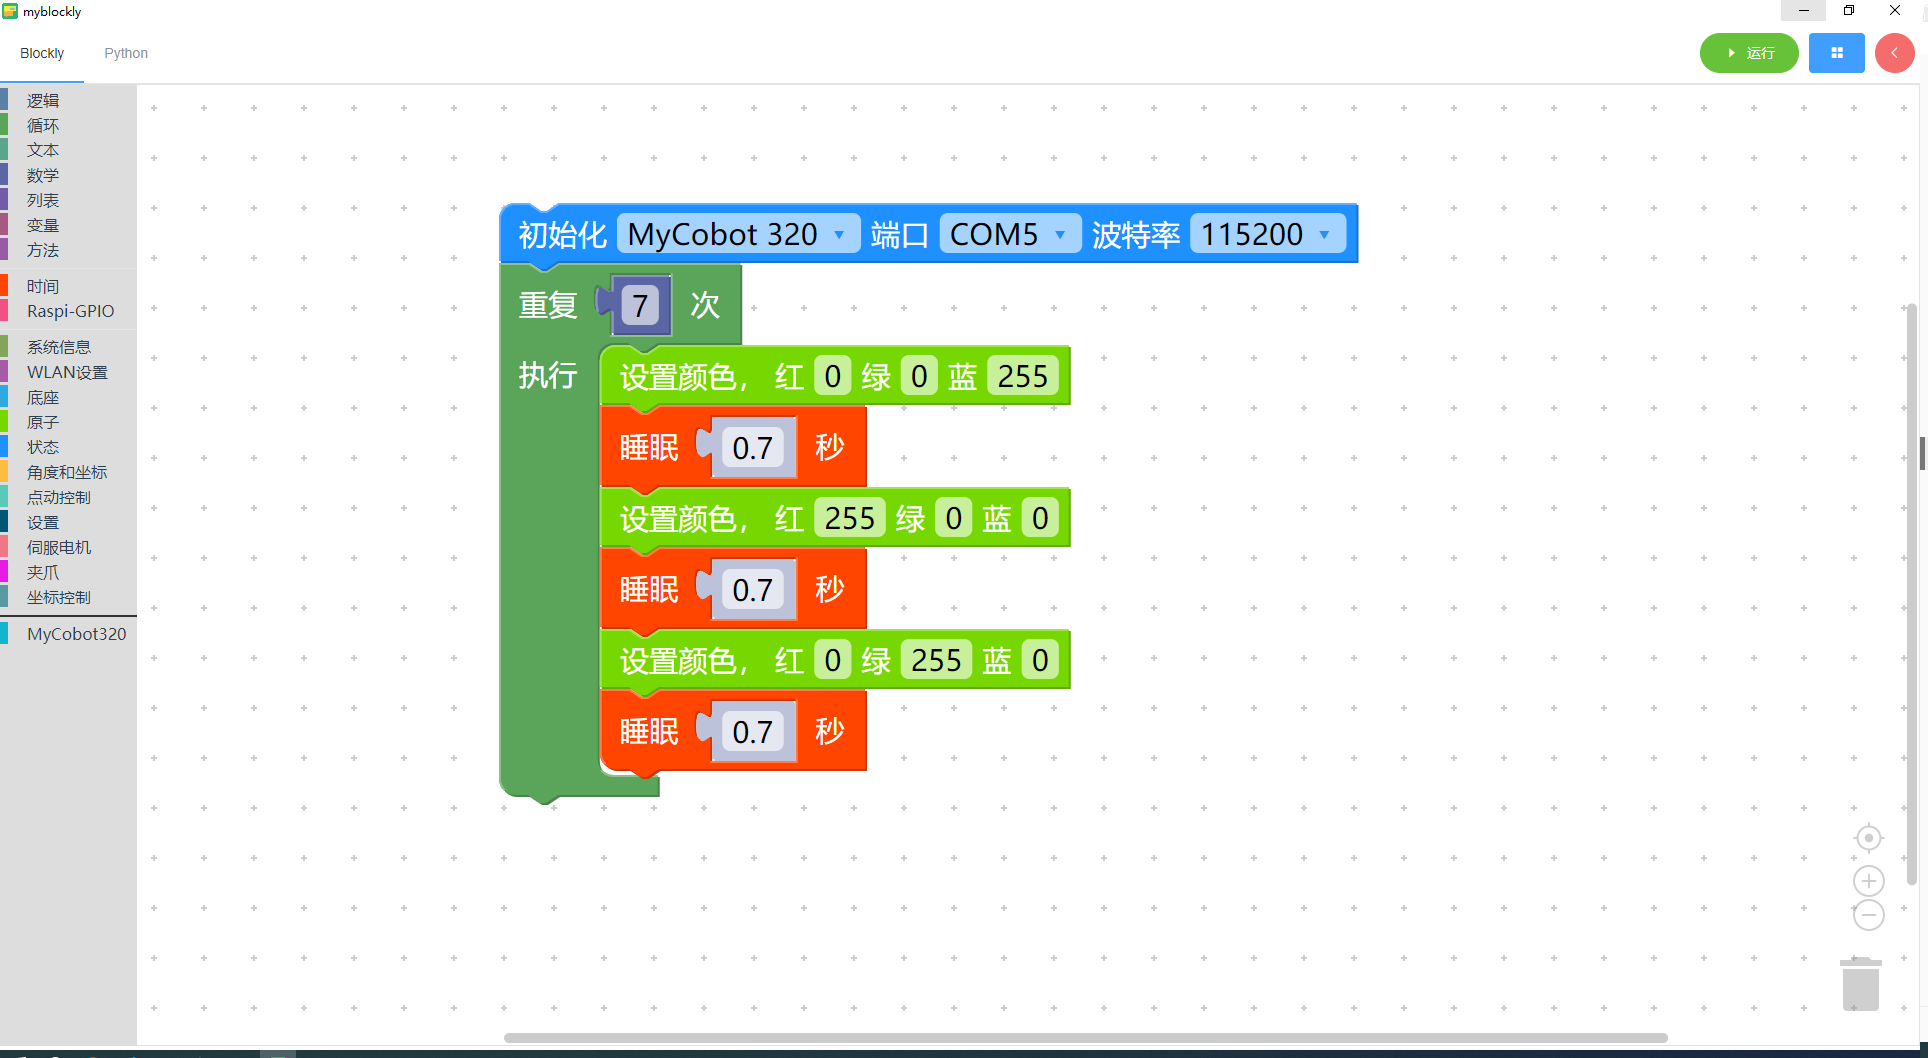 myblockly
Blockly Python
运行
逻辑
循环
文本
数学
列表
变量
方法
时间
Raspi-GPIO
系统信息
WLAN设置
底座
原子
状态
角度和坐标
点动控制
设置
伺服电机
夹爪
坐标控制
MyCobot320
初始化 MyCobot 320 端口 COM5 波特率 115200
重复 7 次
执行 设置颜色， 红 0 绿 0 蓝 255
睡眠 0.7 秒
设置颜色， 红 255 绿 0 蓝 0
睡眠 0.7 秒
设置颜色， 红 0 绿 255 蓝 0
睡眠 0.7 秒